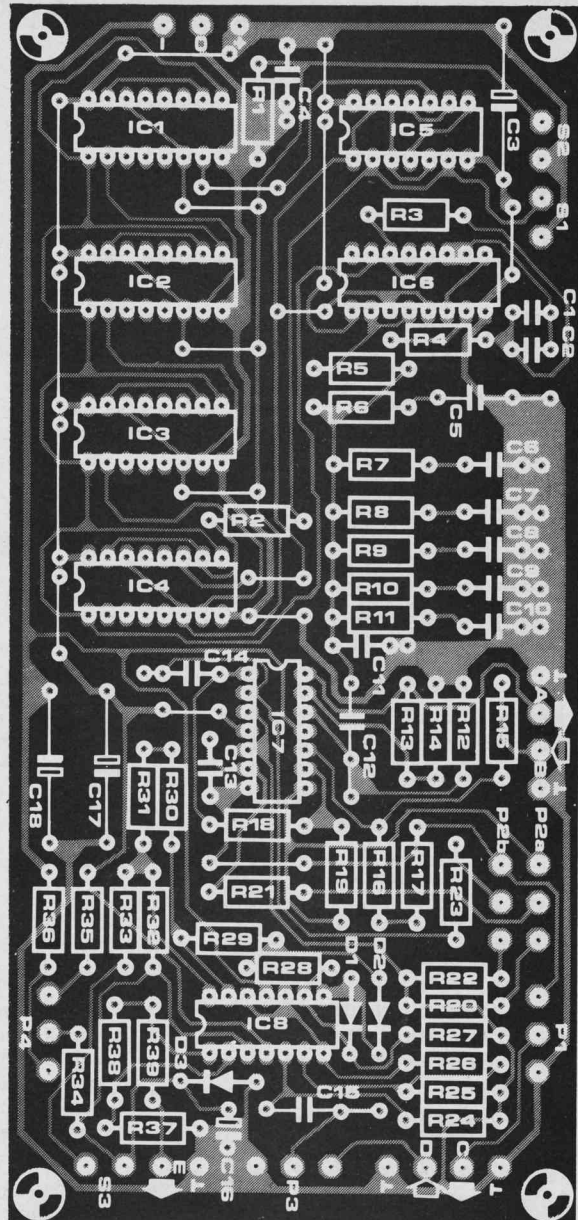 - 0 +
IC1
R1
C4
IC5
C3
S2
S1
R3
IC2
IC6
C1
C2
R4
R5
R6
C5
IC3
R7
C6
R2
R8
C7
R9
C8
IC4
R10
C9
R11
C10
C14
IC7
C11
A
C12
R13
R14
R12
R15
B
C18
C17
R31
R30
C13
R18
P2b
P2a
R21
R19
R16
R17
R23
R36
R35
R33
R32
R29
D1
D2
R28
R22
R20
P4
IC8
R27
P1
R34
R38
R39
D3
R26
R25
C15
R24
R37
C16
S3
E
P3
D
C